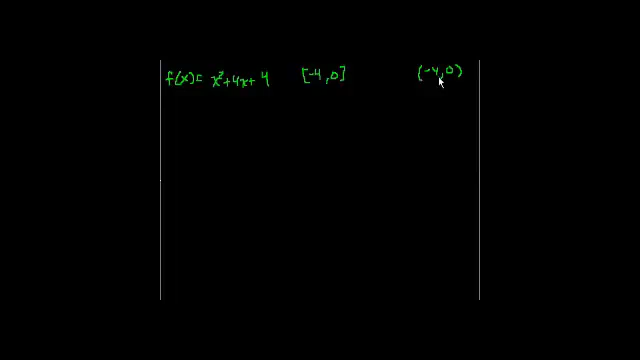 f(x)= x²+4x+4 [-4,0] (-4,0)